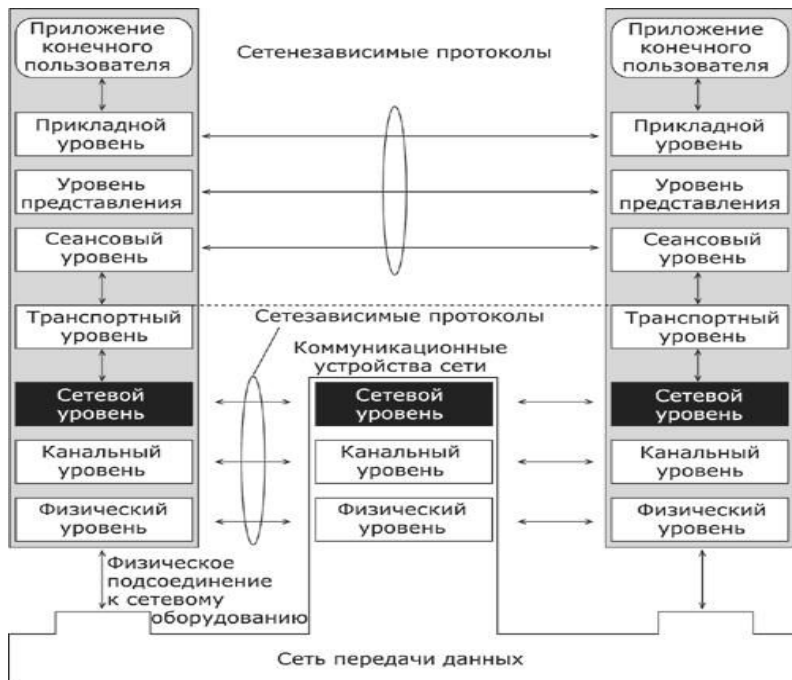 Приложение
конечного
пользователя
Сетенезависимые протоколы
Приложение
конечного
пользователя
Прикладной
уровень
Прикладной
уровень
Уровень
представления
Уровень
представления
Сеансовый
уровень
Сеансовый
уровень
Транспортный
уровень
Сетезависимые протоколы
Транспортный
уровень
Коммуникационные
устройства сети
Сетевой
уровень
Сетевой
уровень
Сетевой
уровень
Канальный
уровень
Канальный
уровень
Канальный
уровень
Физический
уровень
Физический
уровень
Физический
уровень
Физическое
подсоединение
к сетевому
оборудованию
Сеть передачи данных